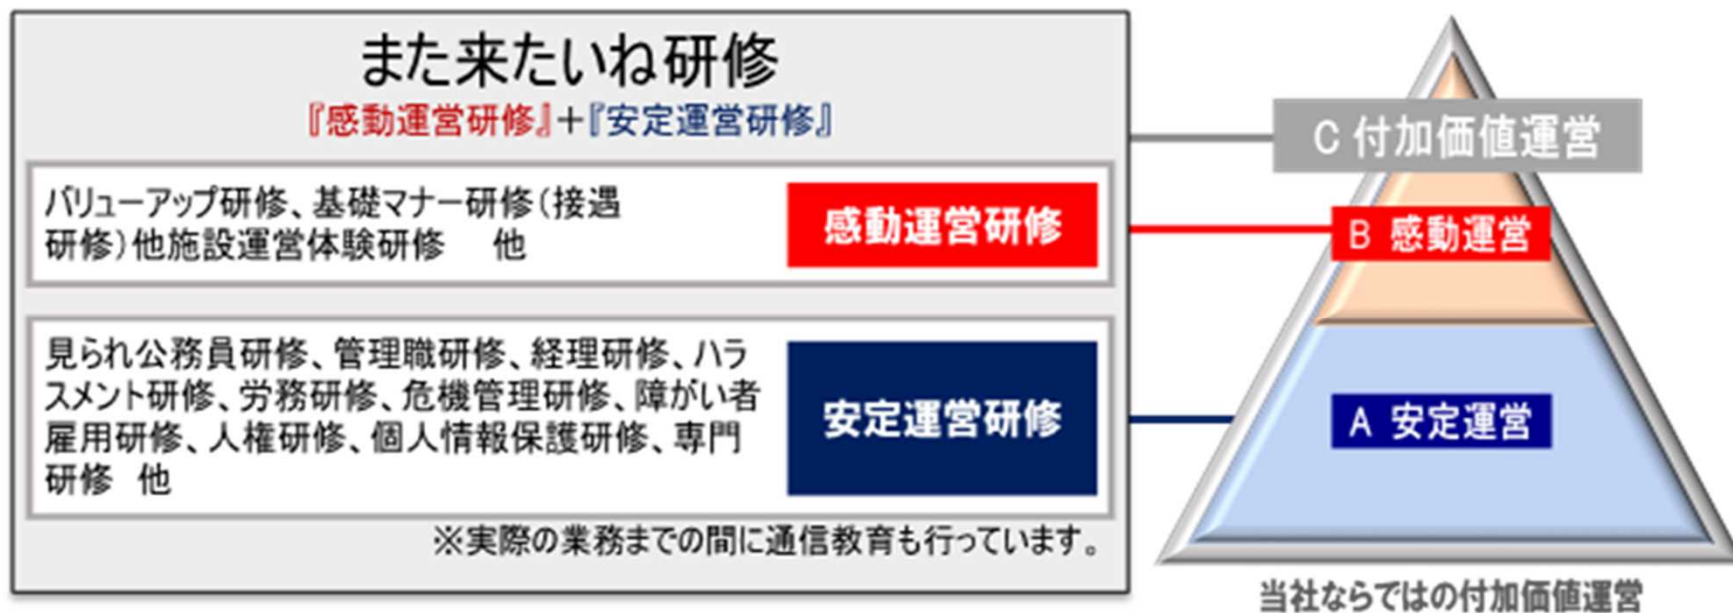 また来たいね研修
『感動運営研修』+『安定運営研修』
バリューアップ研修、基礎マナー研修(接遇
研修)他施設運営体験研修 他
感動運営研修
見られ公務員研修、管理職研修、経理研修、ハラ
スメント研修、労務研修、危機管理研修、障がい者
雇用研修、人権研修、個人情報保護研修、専門
研修 他
安定運営研修
※実際の業務までの間に通信教育も行っています。
C 付加価値運営
B 感動運営
A 安定運営
当社ならではの付加価値運営